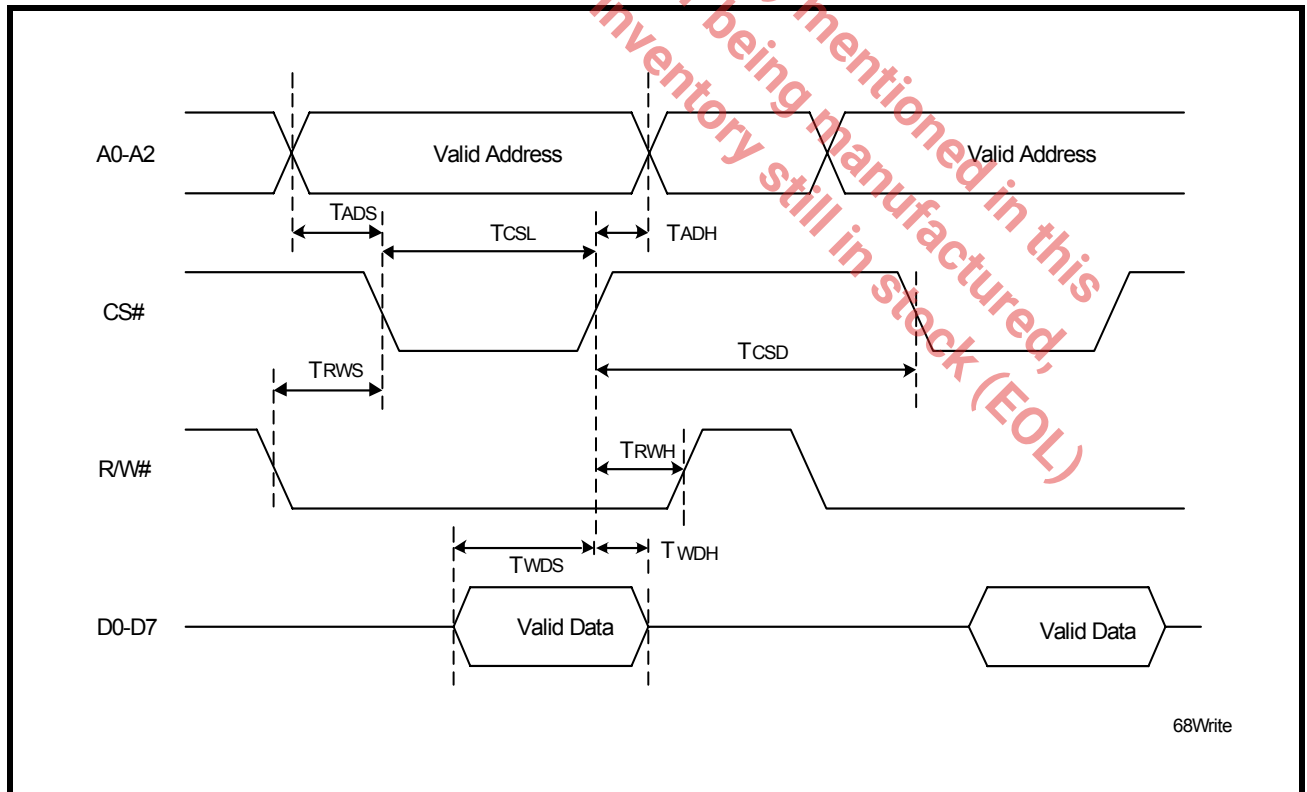 mentioned in this
being manufactured,
inventory still in stock (EOL)
A0-A2
Valid Address
Valid Address
TADS
TCSL
TADH
CS#
TCSD
TRWS
R/W#
TRWH
TWDS
TWDH
D0-D7
Valid Data
Valid Data
68Write